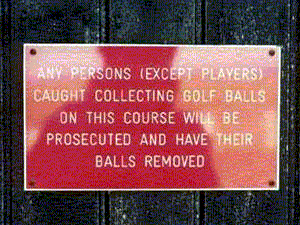 ANY PERSONS (EXCEPT PLAYERS)
CAUGHT COLLECTING GOLF BALLS
ON THIS COURSE WILL BE
PROSECUTED AND HAVE THEIR
BALLS REMOVED